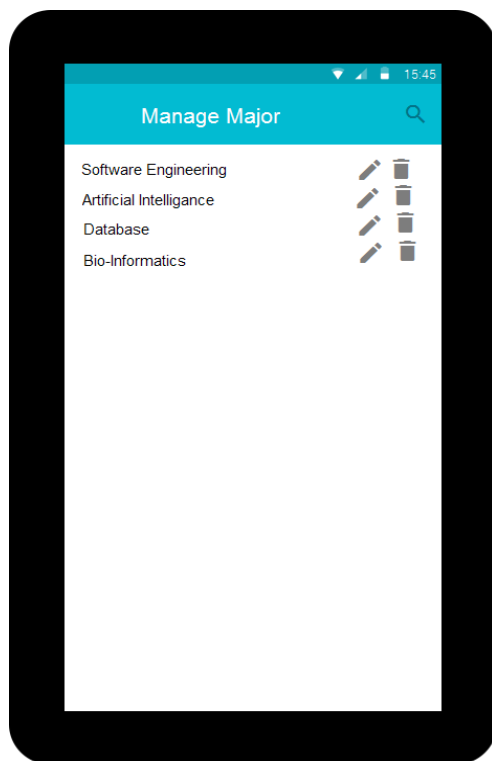 15:45
Manage Major
Software Engineering
Artificial Intelligance
Database
Bio-Informatics